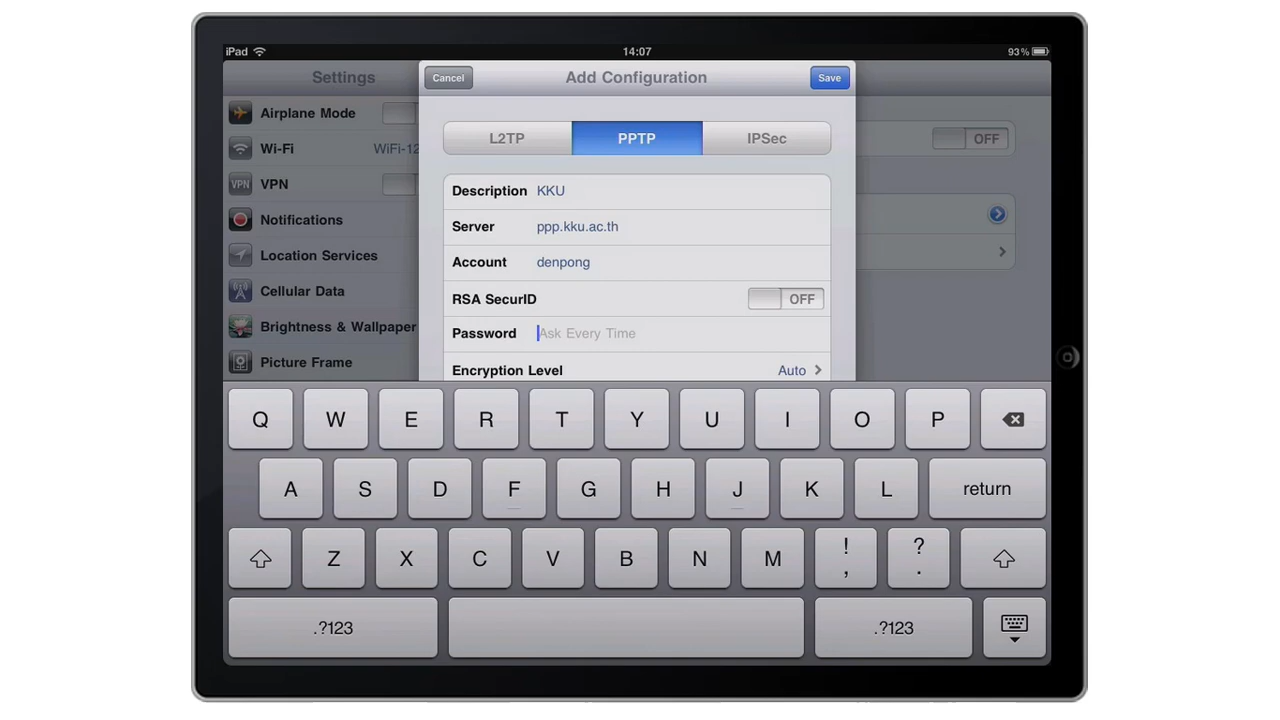 iPad 14:07 93%
Settings
Cancel Add Configuration Save
L2TP PPTP IPSec
Airplane Mode
Wi-Fi WiFi-12
VPN VPN
Notifications
Location Services
Cellular Data
Brightness & Wallpaper
Picture Frame
OFF
Description KKU
Server ppp.kku.ac.th
Account denpong
RSA SecurID OFF
Password Ask Every Time
Encryption Level Auto
Q W E R T Y U I O P
A S D F G H J K L return
Z X C V B N M ! , ? .
.?123 .?123